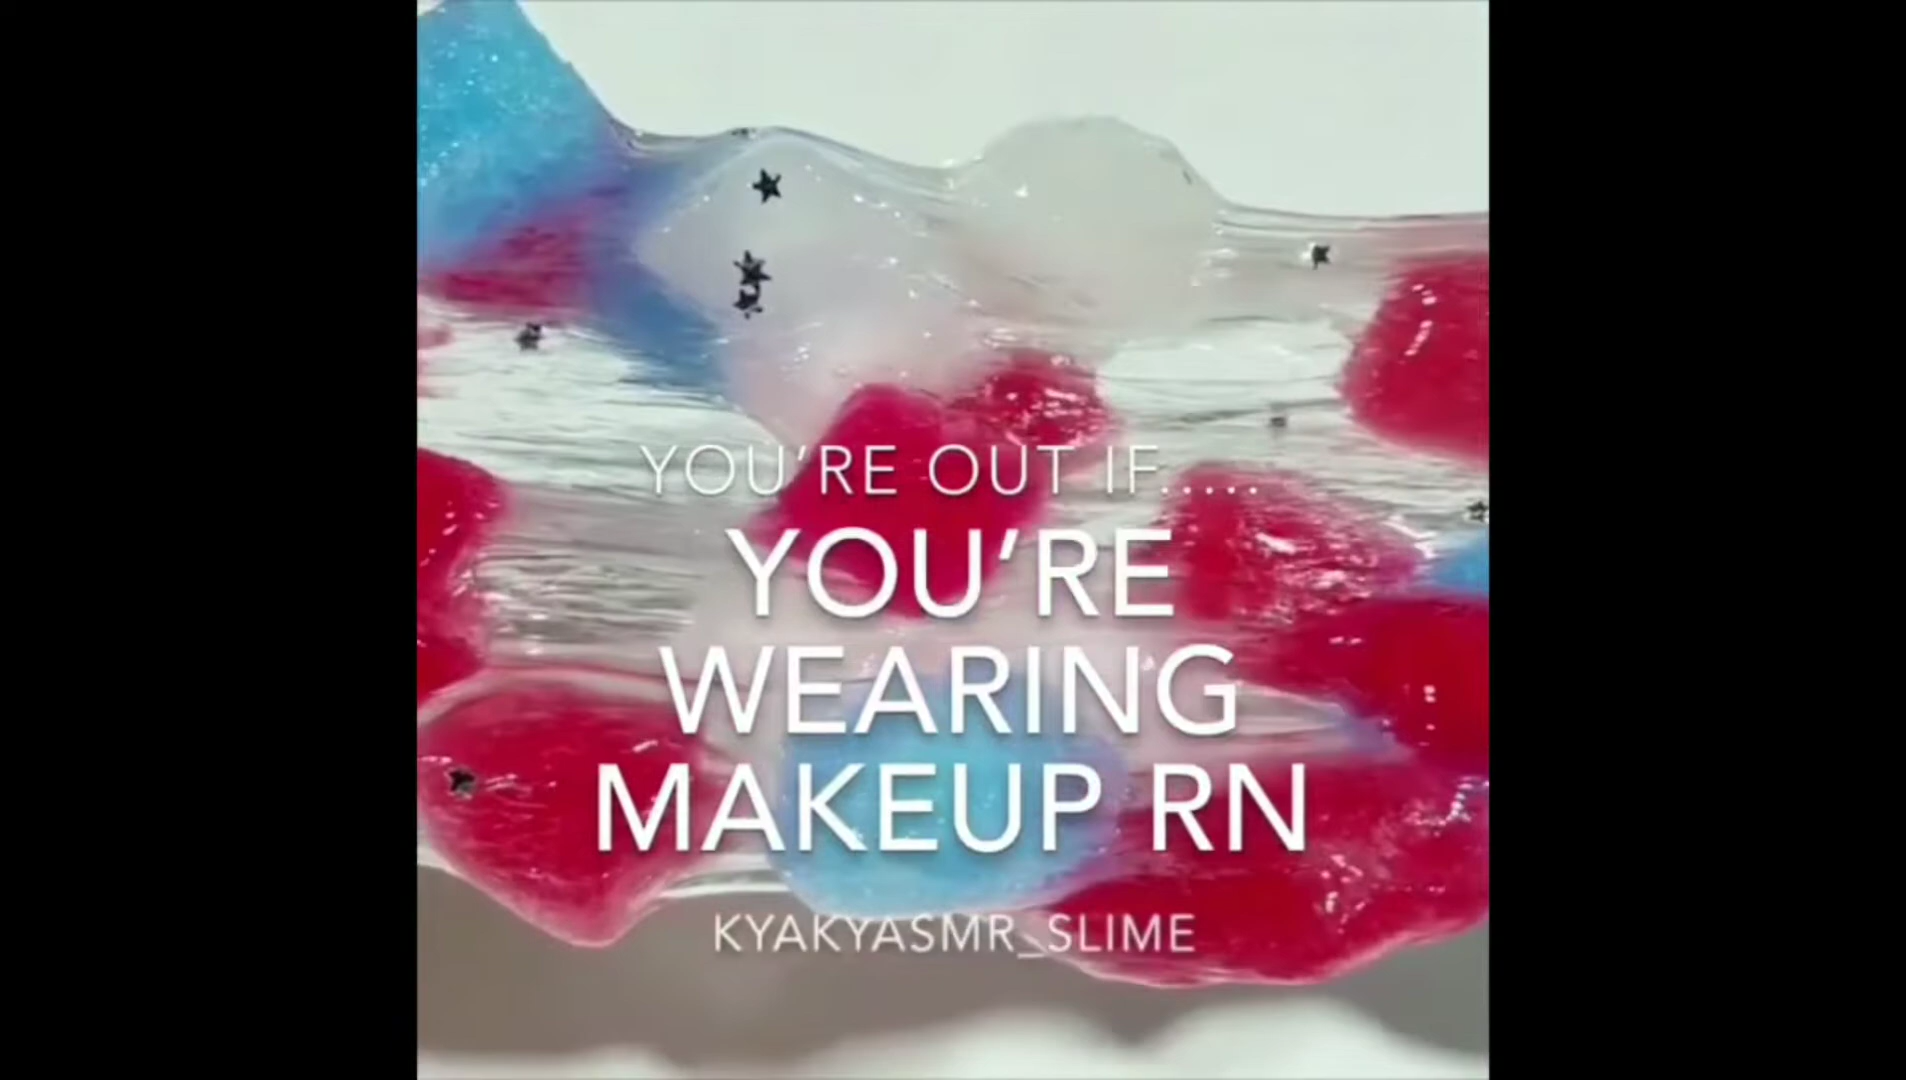 YOU'RE OUT IF.....
YOU'RE
WEARING
MAKEUP RN
KYAKYASMR_SLIME